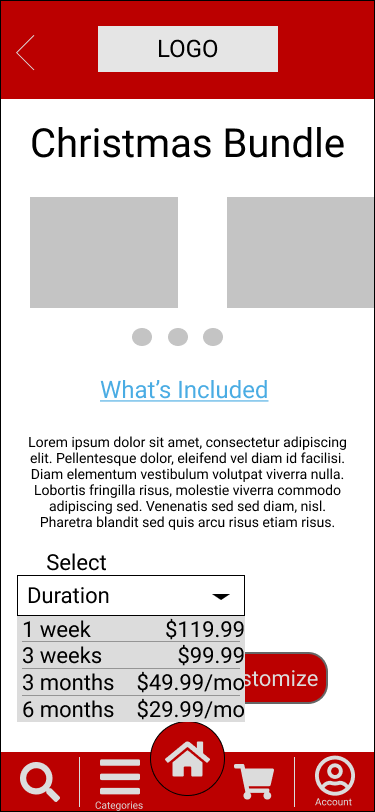 LOGO
Christmas Bundle
What's Included
Lorem ipsum dolor sit amet, consectetur adipiscing
elit. Pellentesque dolor, eleifend vel diam id facilisi.
Diam elementum vestibulum volutpat viverra nulla.
Lobortis fringilla risus, molestie viverra commodo
adipiscing sed. Venenatis sed sed diam, nisl.
Pharetra blandit sed quis arcu risus etiam risus.
Select
Duration
1 week $119.99
3 weeks $99.99
3 months $49.99/mo
stomize
6 months $29.99/mo
Categories
Account